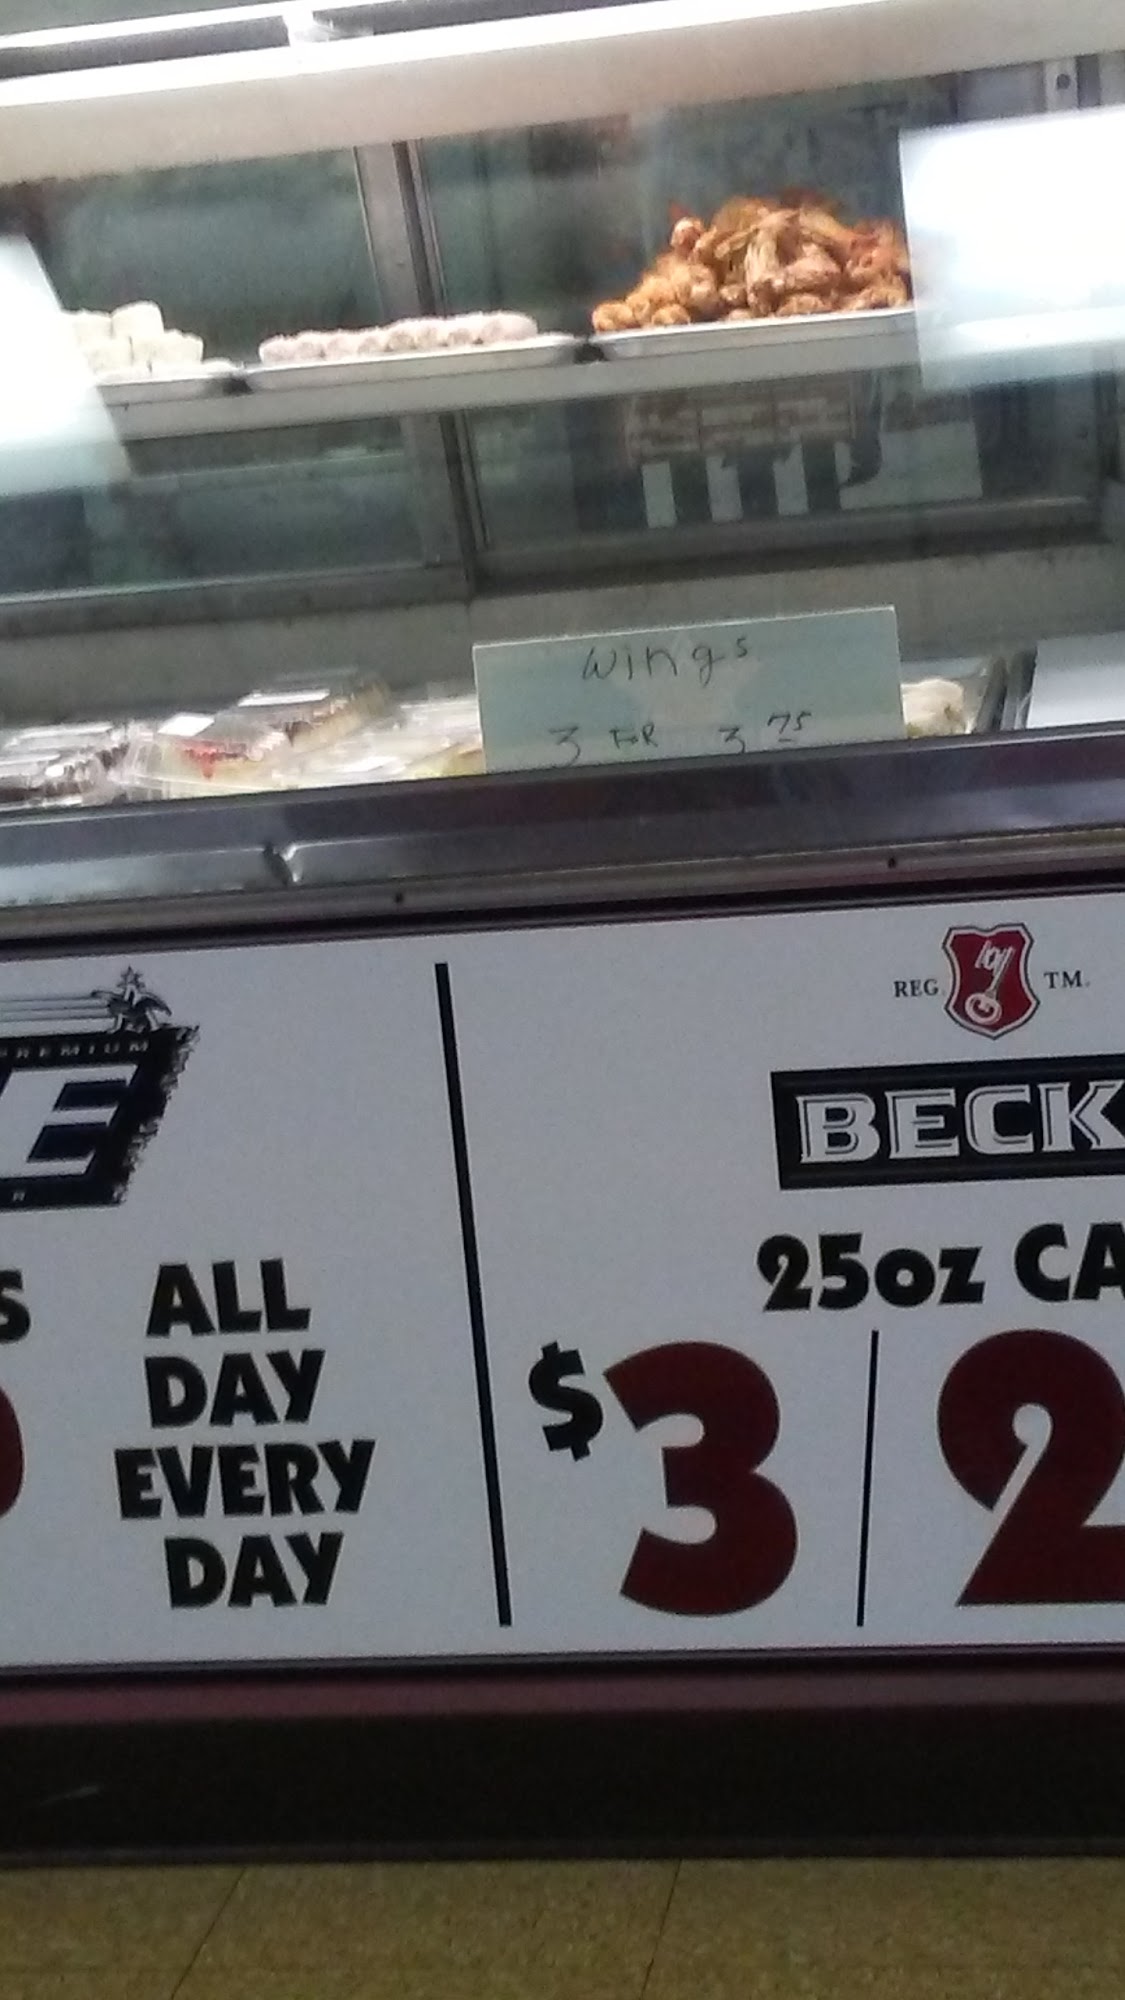 wings
3 FOR 3 75
PREMIUM
E
R
S
ALL
DAY
EVERY
DAY
REG. TM.
BECK
25oz CA
$3 2